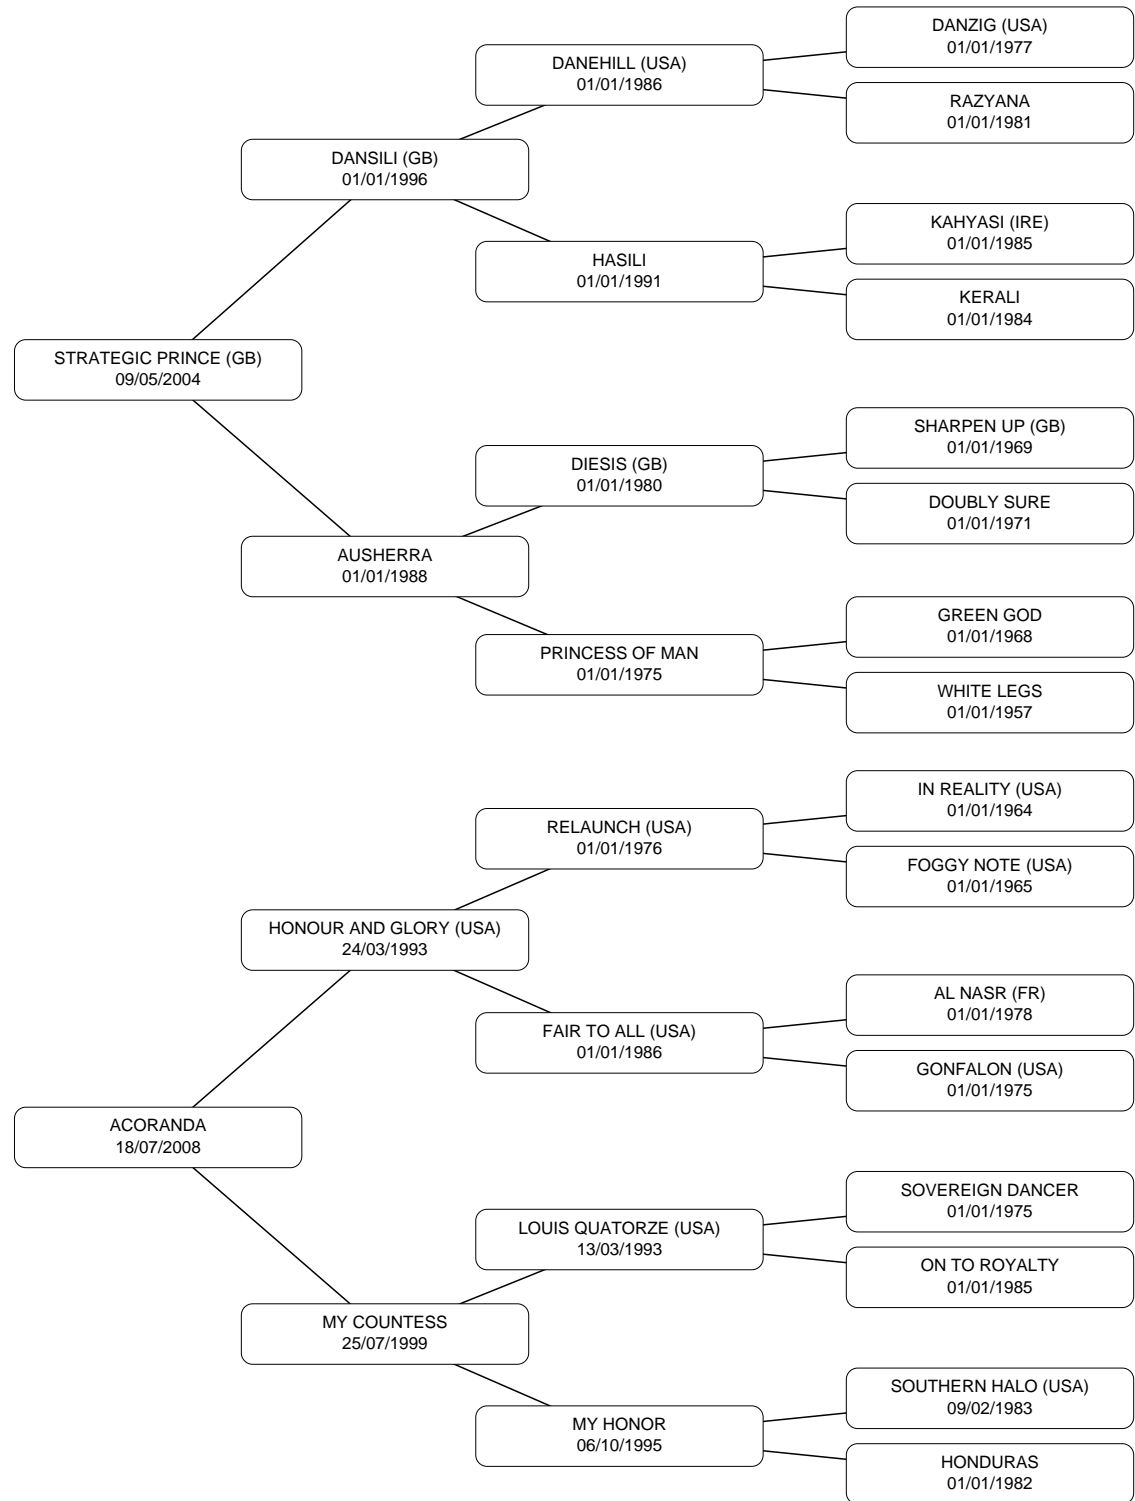 DANZIG (USA)
01/01/1977
DANEHILL (USA)
01/01/1986
RAZYANA
01/01/1981
DANSILI (GB)
01/01/1996
KAHYASI (IRE)
01/01/1985
HASILI
01/01/1991
KERALI
01/01/1984
STRATEGIC PRINCE (GB)
09/05/2004
SHARPEN UP (GB)
01/01/1969
DIESIS (GB)
01/01/1980
DOUBLY SURE
01/01/1971
AUSHERRA
01/01/1988
GREEN GOD
01/01/1968
PRINCESS OF MAN
01/01/1975
WHITE LEGS
01/01/1957
IN REALITY (USA)
01/01/1964
RELAUNCH (USA)
01/01/1976
FOGGY NOTE (USA)
01/01/1965
HONOUR AND GLORY (USA)
24/03/1993
AL NASR (FR)
01/01/1978
FAIR TO ALL (USA)
01/01/1986
GONFALON (USA)
01/01/1975
ACORANDA
18/07/2008
SOVEREIGN DANCER
01/01/1975
LOUIS QUATORZE (USA)
13/03/1993
ON TO ROYALTY
01/01/1985
MY COUNTESS
25/07/1999
SOUTHERN HALO (USA)
09/02/1983
MY HONOR
06/10/1995
HONDURAS
01/01/1982